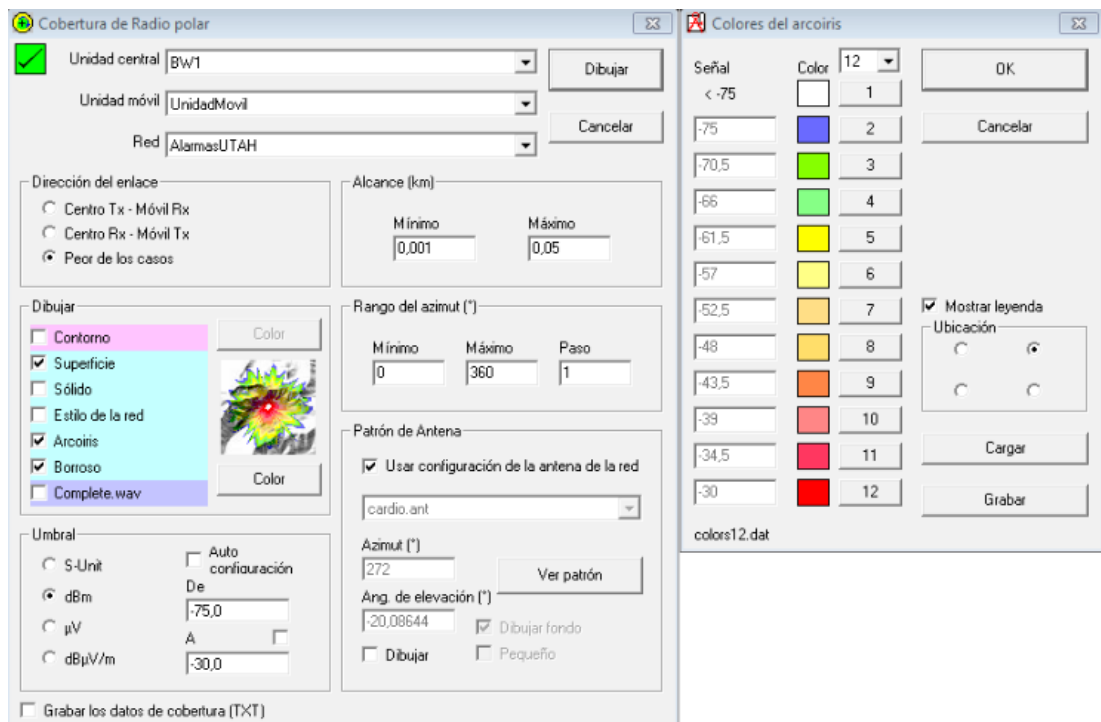 Cobertura de Radio polar
Unidad central BW1
Dibujar
Unidad móvil UnidadMovil
Red AlarmasUTAH
Cancelar
Dirección del enlace
Centro Tx - Móvil Rx
Centro Rx - Móvil Tx
Peor de los casos
Alcance (km)
Mínimo Máximo
0,001 0,05
Dibujar
Contorno
Superficie
Sólido
Estilo de la red
Arcoiris
Borroso
Complete.wav
Color
Color
Rango del azimut (°)
Mínimo Máximo Paso
0 360 1
Patrón de Antena
Usar configuración de la antena de la red
cardio.ant
Azimut (°)
272
Ver patrón
Ang. de elevación (°)
-20,08644
Dibujar fondo
Dibujar Pequeño
Umbral
S-Unit
dBm
µV
dBµV/m
Auto
configuración
De
-75,0
A
-30,0
Grabar los datos de cobertura (TXT)
Colores del arcoiris
Señal Color 12
< -75 1
-75 2
-70,5 3
-66 4
-61,5 5
-57 6
-52,5 7
-48 8
-43,5 9
-39 10
-34,5 11
-30 12
colors12.dat
OK
Cancelar
Mostrar leyenda
Ubicación
Cargar
Grabar